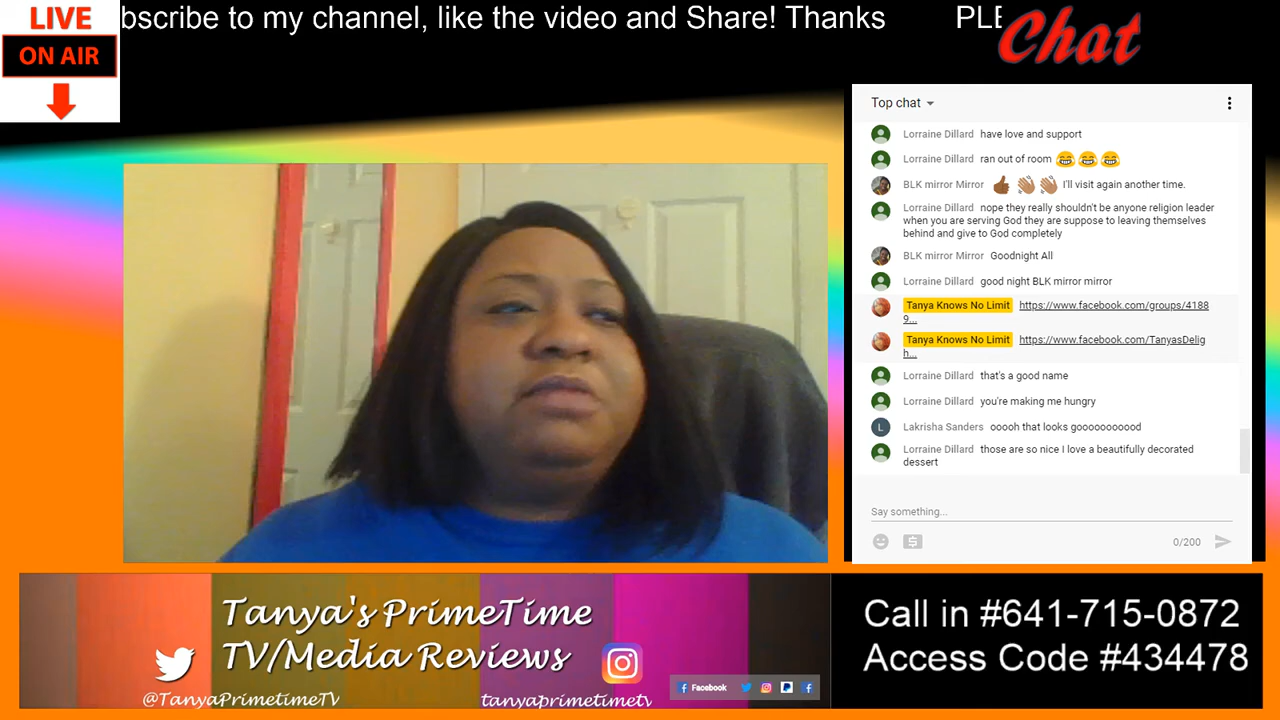 LIVE
ON AIR
bscribe to my channel, like the video and Share! Thanks
PLE
Chat
Top chat
Lorraine Dillard have love and support
Lorraine Dillard ran out of room 😂 😂 😂
BLK mirror Mirror 👍🏾 👋🏽 👋🏽 I'll visit again another time.
Lorraine Dillard nope they really shouldn't be anyone religion leader
when you are serving God they are suppose to leaving themselves
behind and give to God completely
BLK mirror Mirror Goodnight All
Lorraine Dillard good night BLK mirror mirror
Tanya Knows No Limit https://www.facebook.com/groups/4188
9...
Tanya Knows No Limit https://www.facebook.com/TanyasDelig
h...
Lorraine Dillard that's a good name
Lorraine Dillard you're making me hungry
L Lakrisha Sanders ooooh that looks gooooooooood
Lorraine Dillard those are so nice I love a beautifully decorated
dessert
Say something...
0/200
Tanya's PrimeTime
TV/Media Reviews
@TanyaPrimetimeTV
tanyaprimetimetv
Facebook
Call in #641-715-0872
Access Code #434478